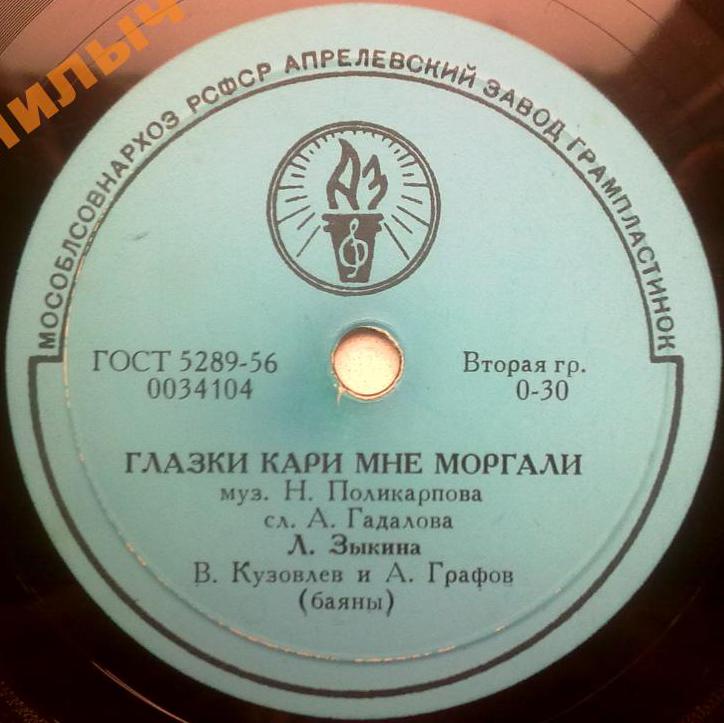 МОСОБЛСОВНАРХОЗ РСФСР АПРЕЛЕВСКИЙ ЗАВОД ГРАМПЛАСТИНОК
АЗ
ГОСТ 5289-56
0034104
Вторая гр.
0-30
ГЛАЗКИ КАРИ МНЕ МОРГАЛИ
муз. Н. Поликарпова
сл. А. Гадалова
Л. Зыкина
В. Кузовлев и А. Графов
(баяны)